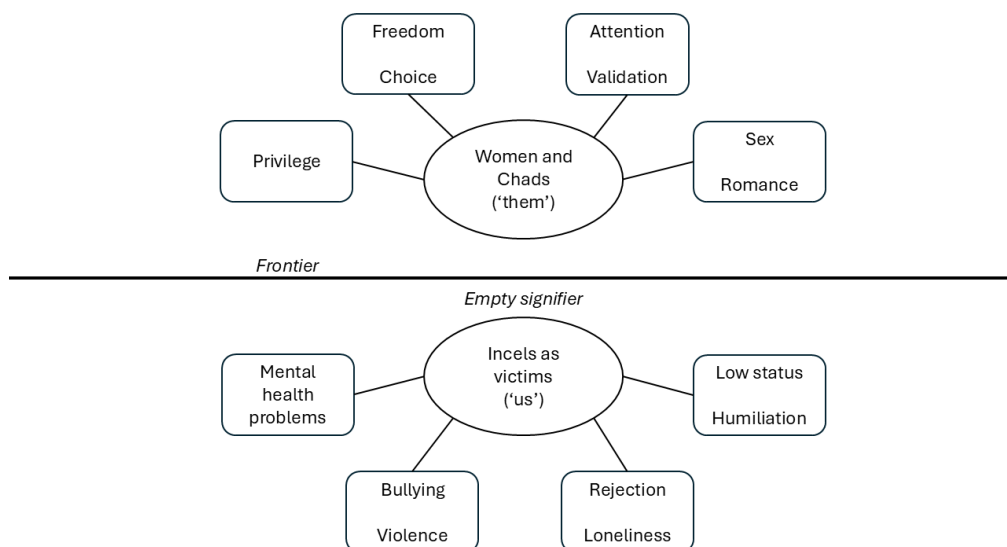 Freedom
Choice
Attention
Validation
Privilege
Women and
Chads
(‘them’)
Sex
Romance
Frontier
Empty signifier
Incels as
victims
(‘us’)
Mental
health
problems
Low status
Humiliation
Bullying
Violence
Rejection
Loneliness